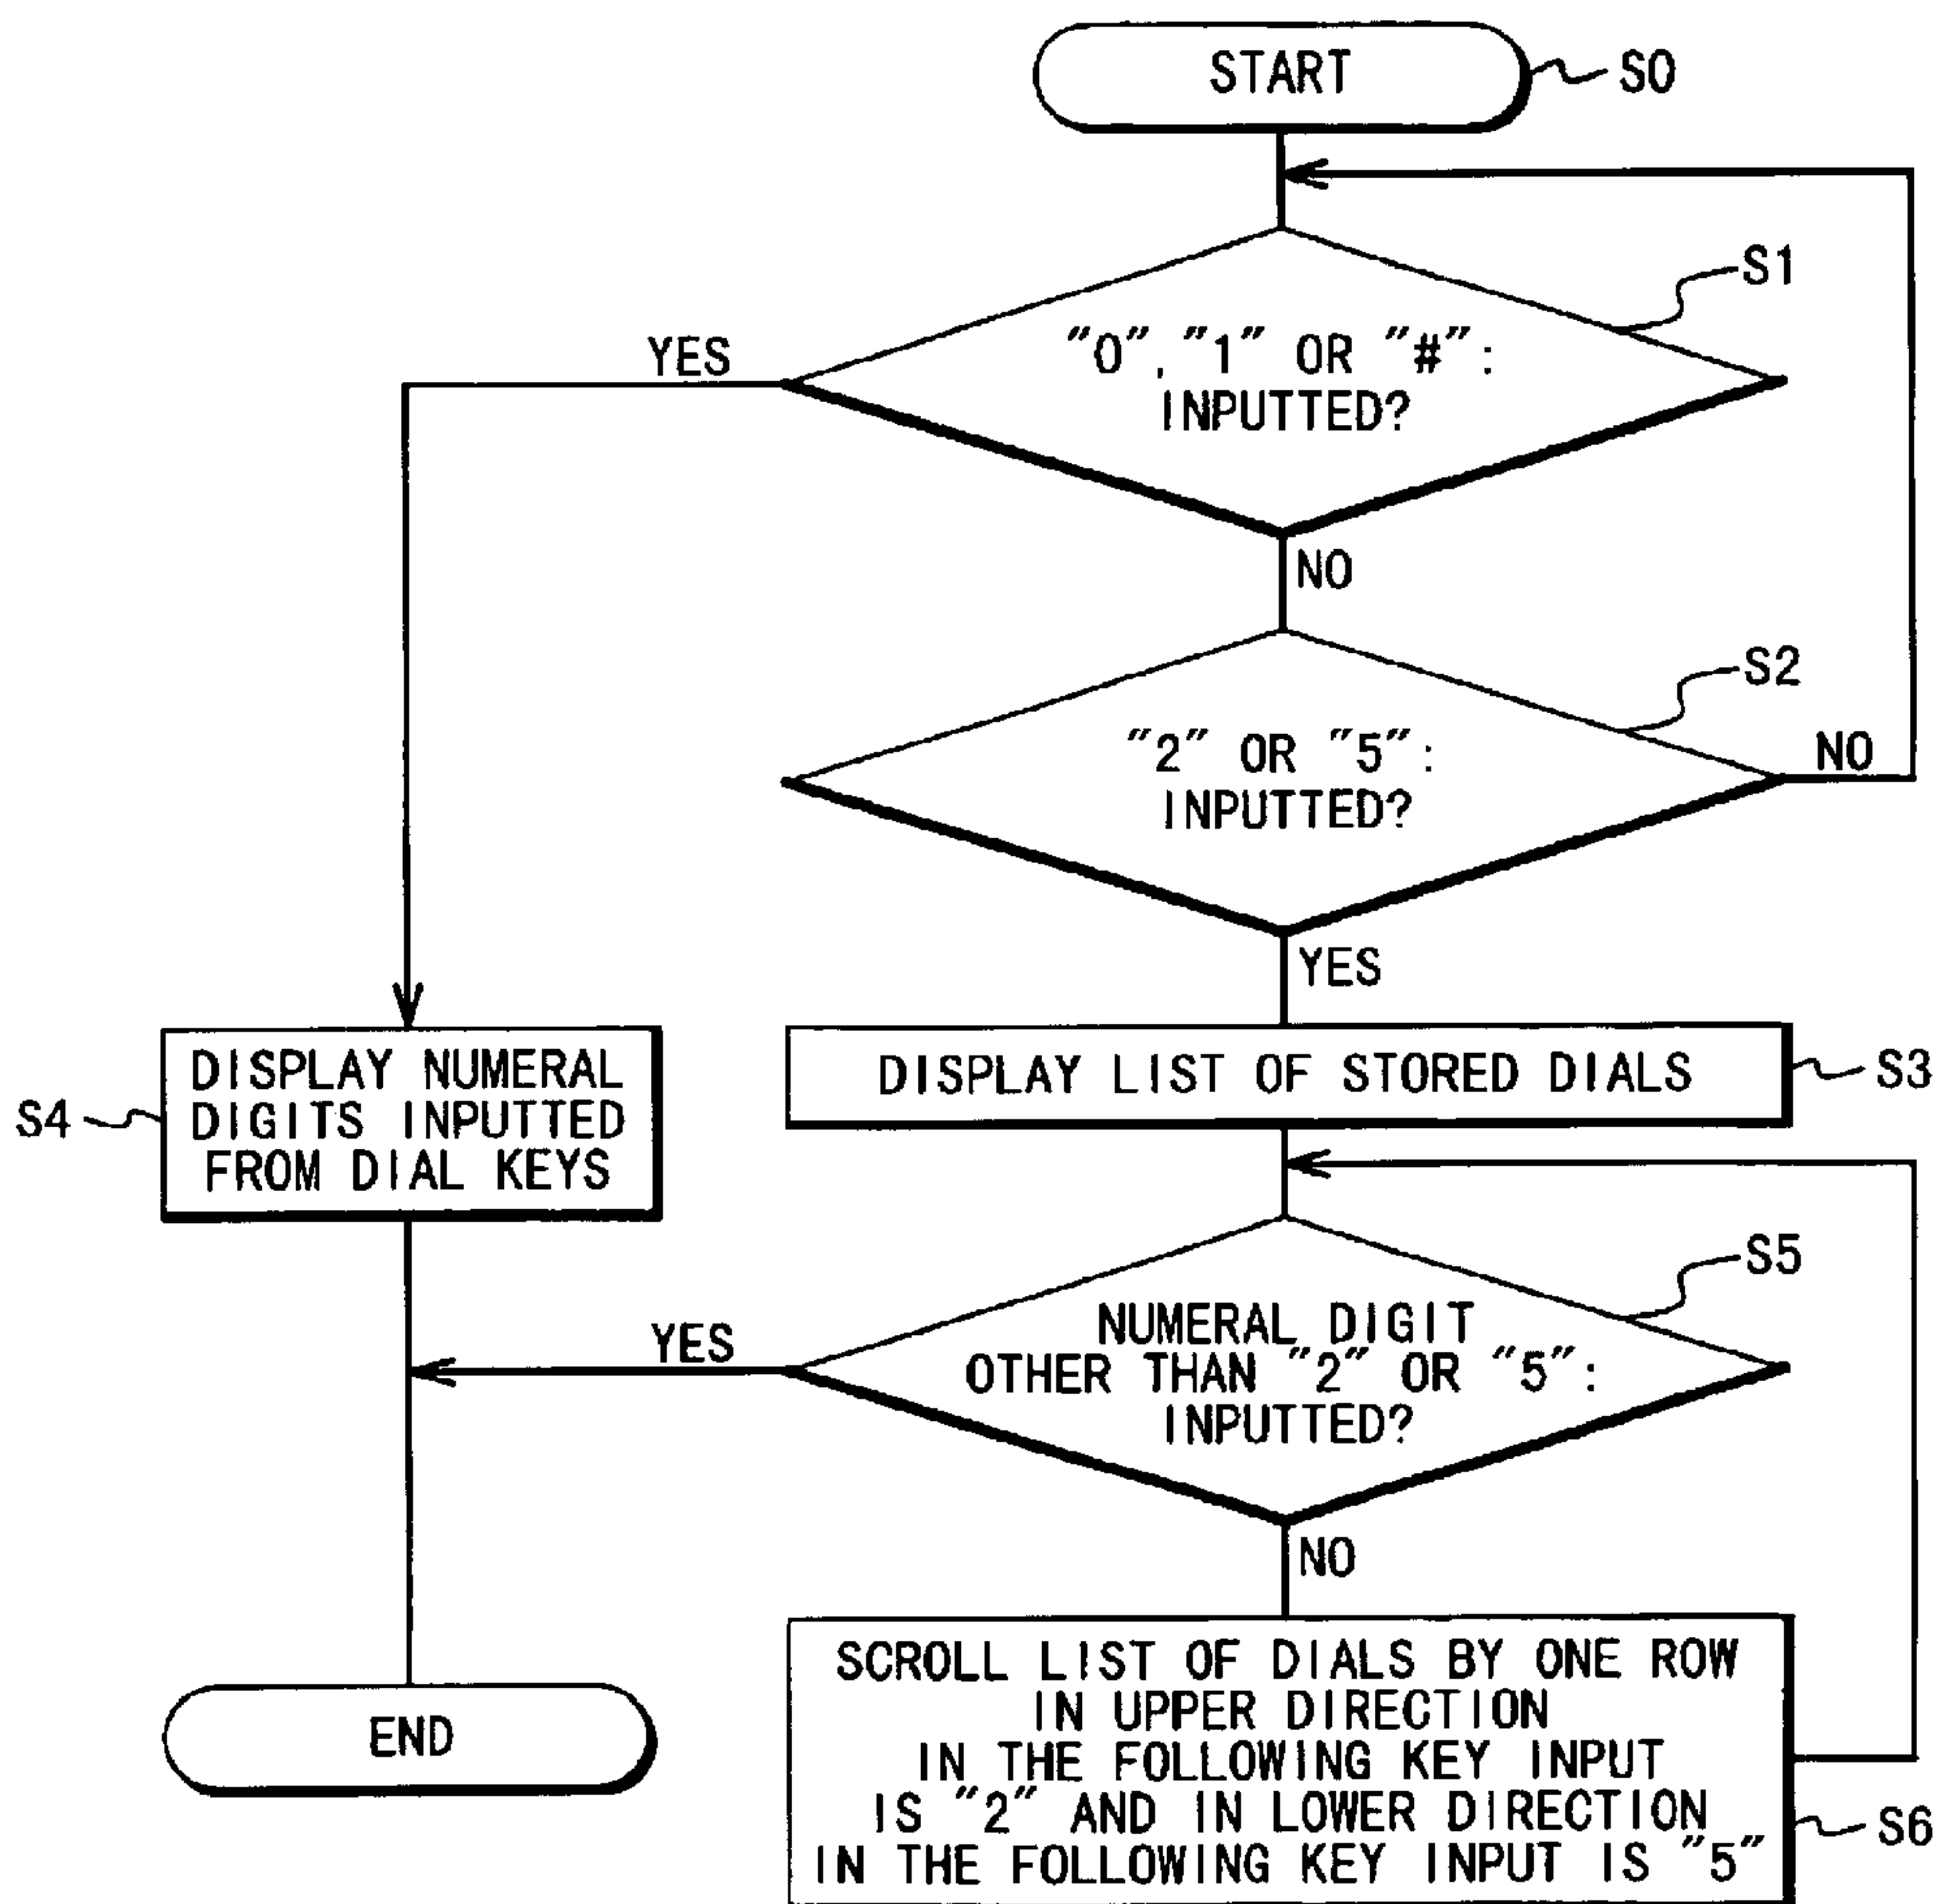 START
S0
S1
"0", "1" OR "#":
INPUTTED?
YES
NO
S2
"2" OR "5":
INPUTTED?
NO
YES
DISPLAY LIST OF STORED DIALS
S3
DISPLAY NUMERAL
DIGITS INPUTTED
FROM DIAL KEYS
S4
S5
NUMERAL DIGIT
OTHER THAN "2" OR "5":
INPUTTED?
YES
NO
SCROLL LIST OF DIALS BY ONE ROW
IN UPPER DIRECTION
IN THE FOLLOWING KEY INPUT
IS "2" AND IN LOWER DIRECTION
IN THE FOLLOWING KEY INPUT IS "5"
S6
END